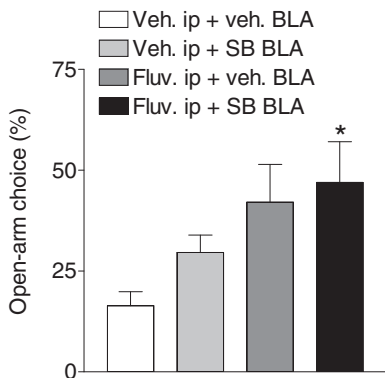 Veh. ip + veh. BLA
Veh. ip + SB BLA
Fluv. ip + veh. BLA
Fluv. ip + SB BLA
75
50
25
0
Open-arm choice (%)
*